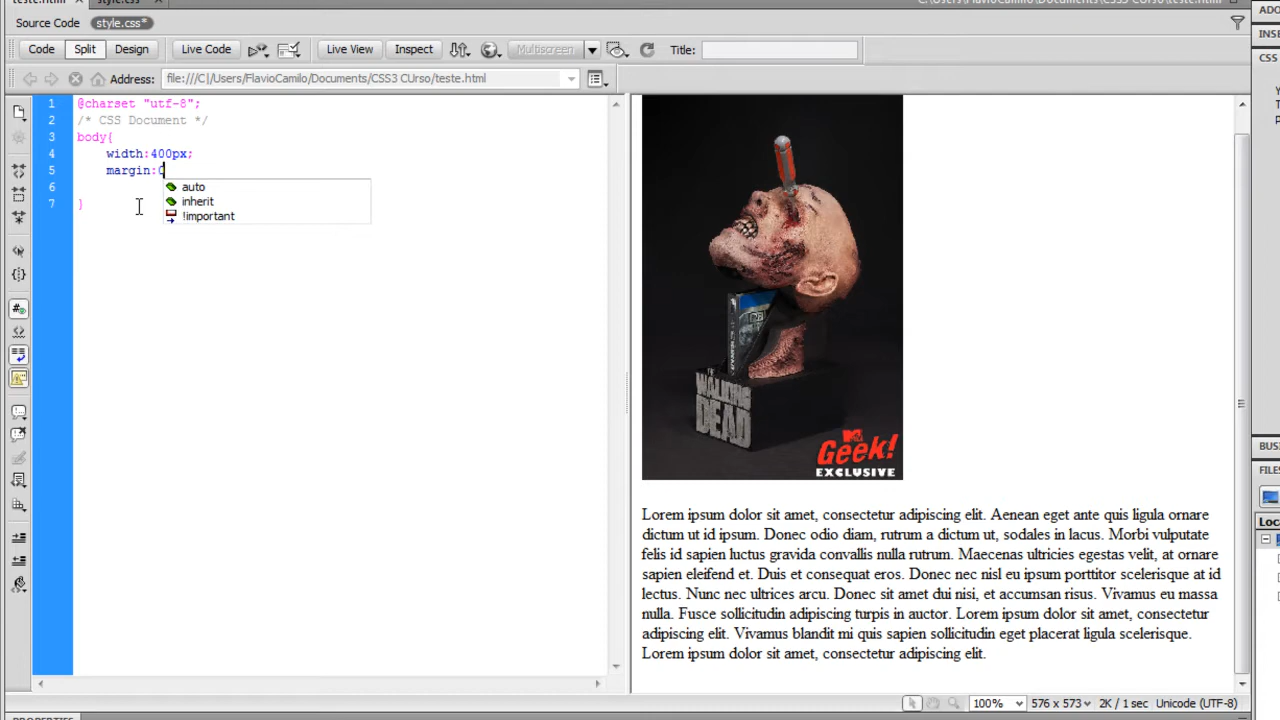 Source Code style.css*
Code Split Design Live Code Live View Inspect Multiscreen Title:
Address: file:///C|/Users/FlavioCamilo/Documents/CSS3 CUrso/teste.html
1 @charset "utf-8";
2 /* CSS Document */
3 body{
4 width:400px;
5 margin:0
6
7 }
auto
inherit
!important
THE
WALKING
DEAD
Geek!
EXCLUSIVE
Lorem ipsum dolor sit amet, consectetur adipiscing elit. Aenean eget ante quis ligula ornare
dictum ut id ipsum. Donec odio diam, rutrum a dictum ut, sodales in lacus. Morbi vulputate
felis id sapien luctus gravida convallis nulla rutrum. Maecenas ultricies egestas velit, at ornare
sapien eleifend et. Duis et consequat eros. Donec nec nisl eu ipsum porttitor scelerisque at id
lectus. Nunc nec ultrices arcu. Donec sit amet dui nisi, et accumsan risus. Vivamus eu massa
nulla. Fusce sollicitudin adipiscing turpis in auctor. Lorem ipsum dolor sit amet, consectetur
adipiscing elit. Vivamus blandit mi quis sapien sollicitudin eget placerat ligula scelerisque.
Lorem ipsum dolor sit amet, consectetur adipiscing elit.
100% 576 x 573 2K / 1 sec Unicode (UTF-8)
ADO
INSE
CSS
BUSI
FILES
Loca